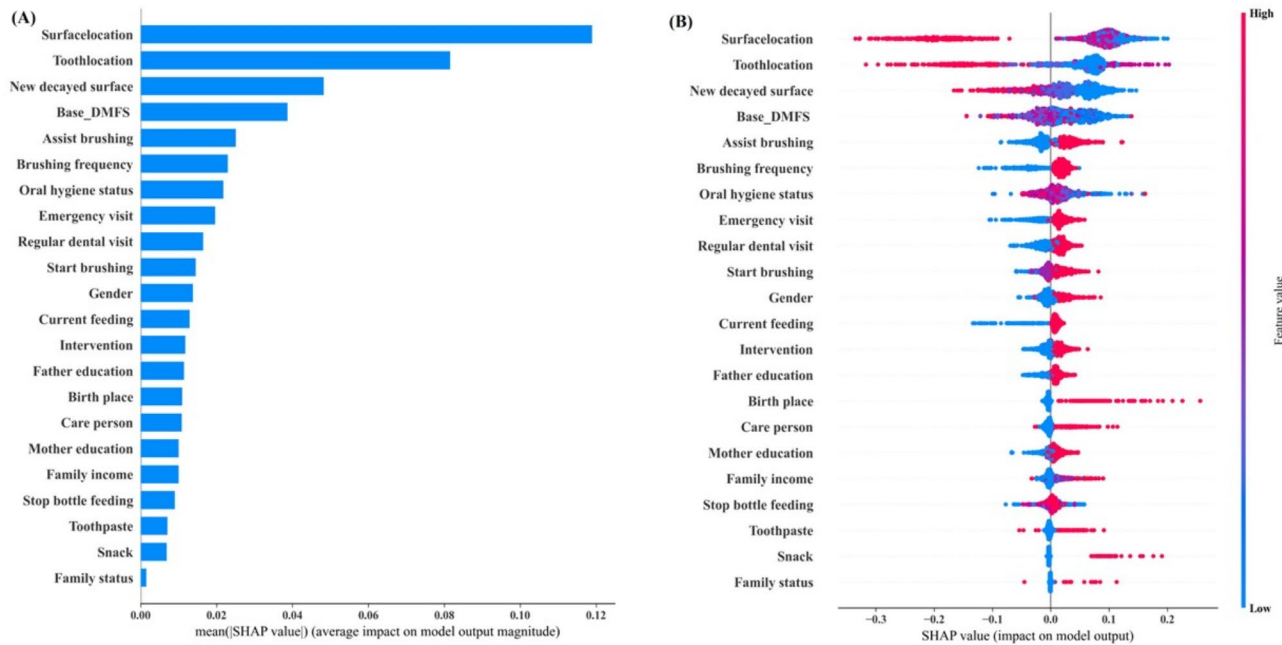 (A)
Surfacelocation
Toothlocation
New decayed surface
Base_DMFS
Assist brushing
Brushing frequency
Oral hygiene status
Emergency visit
Regular dental visit
Start brushing
Gender
Current feeding
Intervention
Father education
Birth place
Care person
Mother education
Family income
Stop bottle feeding
Toothpaste
Snack
Family status
0.00 0.02 0.04 0.06 0.08 0.10 0.12
mean(|SHAP value|) (average impact on model output magnitude)
(B)
Surfacelocation
Toothlocation
New decayed surface
Base_DMFS
Assist brushing
Brushing frequency
Oral hygiene status
Emergency visit
Regular dental visit
Start brushing
Gender
Current feeding
Intervention
Father education
Birth place
Care person
Mother education
Family income
Stop bottle feeding
Toothpaste
Snack
Family status
−0.3 −0.2 −0.1 0.0 0.1 0.2
SHAP value (impact on model output)
High
Feature value
Low